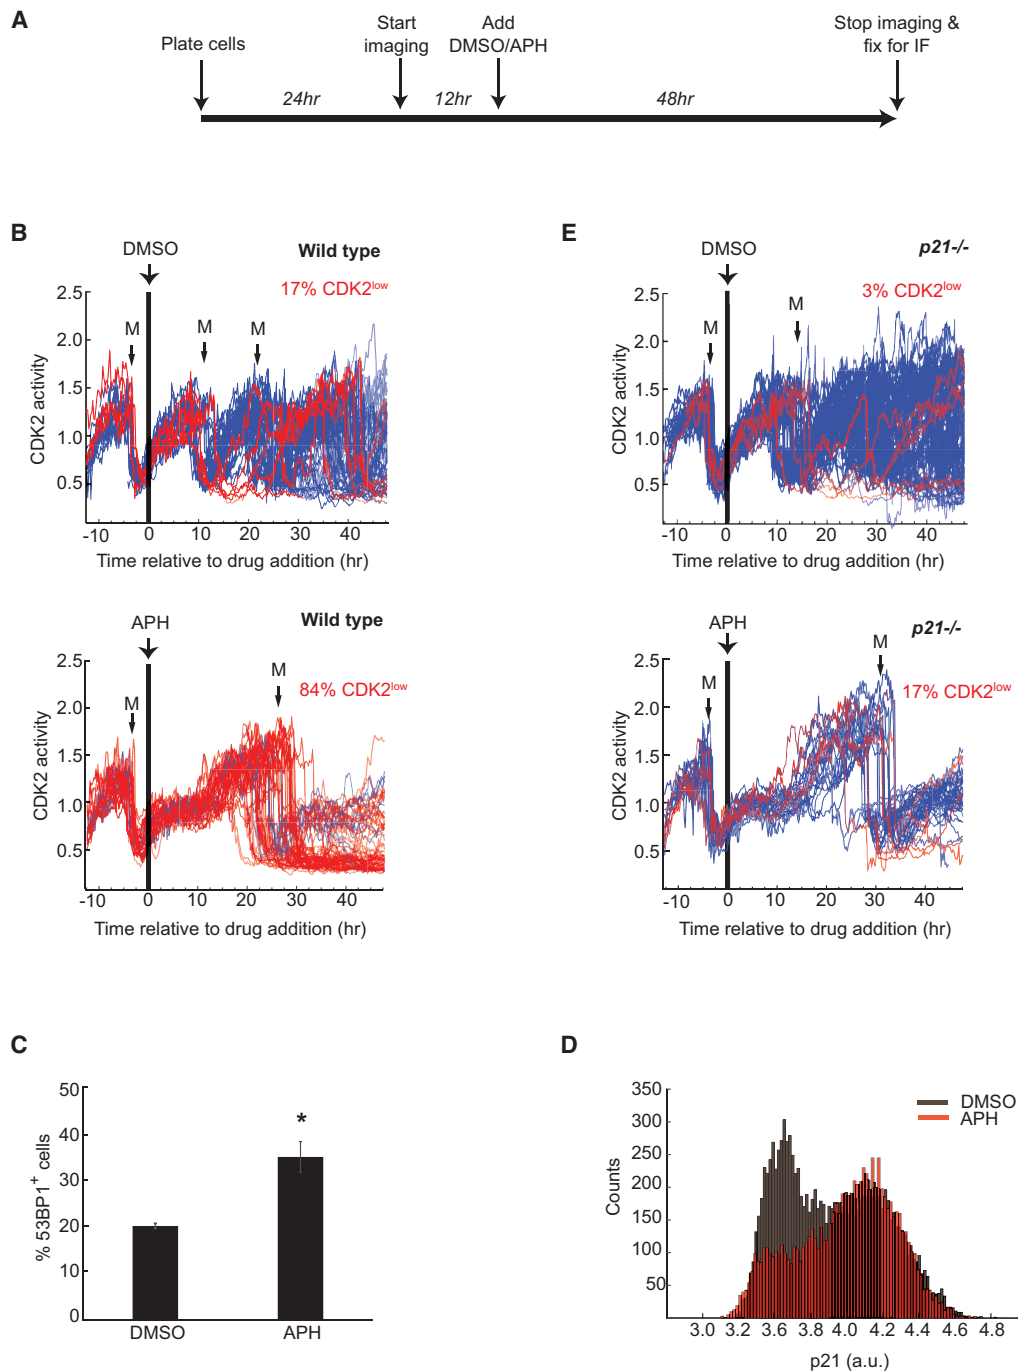 A
Plate cells
Start
imaging
Add
DMSO/APH
Stop imaging &
fix for IF
24hr
12hr
48hr
B
DMSO
Wild type
17% CDK2low
M
M
M
CDK2 activity
2.5
2.0
1.5
1.0
0.5
-10
0
10
20
30
40
Time relative to drug addition (hr)
APH
Wild type
84% CDK2low
M
M
CDK2 activity
2.5
2.0
1.5
1.0
0.5
-10
0
10
20
30
40
Time relative to drug addition (hr)
E
DMSO
p21-/-
3% CDK2low
M
M
CDK2 activity
2.5
2.0
1.5
1.0
0.5
-10
0
10
20
30
40
Time relative to drug addition (hr)
APH
p21-/-
17% CDK2low
M
M
CDK2 activity
2.5
2.0
1.5
1.0
0.5
-10
0
10
20
30
40
Time relative to drug addition (hr)
C
% 53BP1+ cells
50
40
30
20
10
0
*
DMSO
APH
D
Counts
350
300
250
200
150
100
50
DMSO
APH
3.0
3.2
3.6
4.0
4.2
4.4
4.6
4.8
p21 (a.u.)